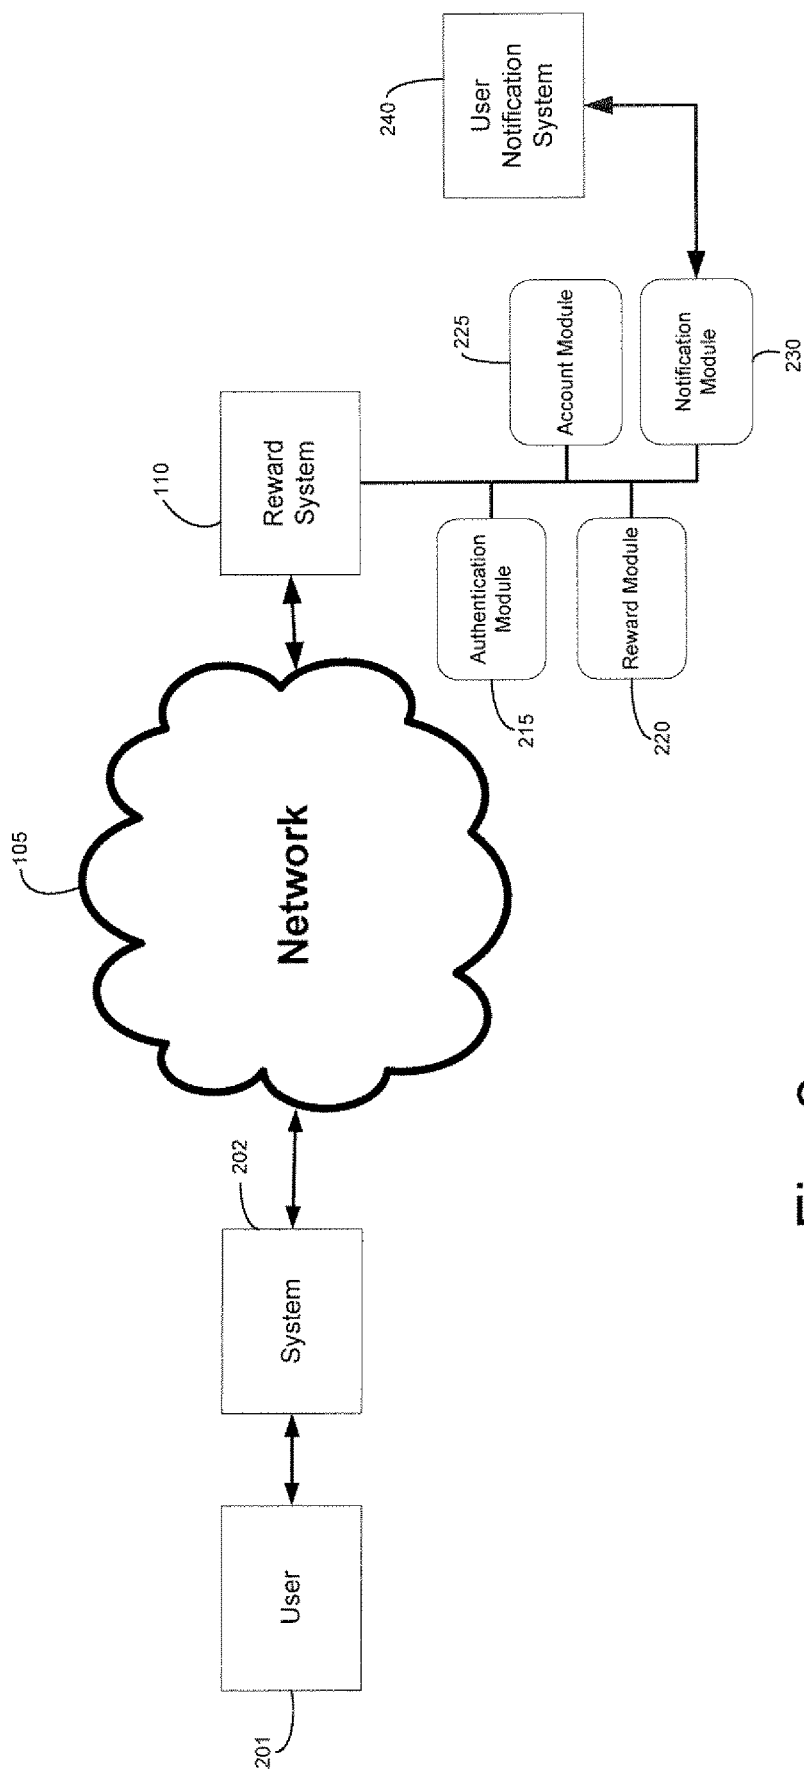 105
110
Reward
System
202
240
User
Notification
System
201
User
System
Network
225
Account Module
Authentication
Module
215
Reward Module
220
Notification
Module
230